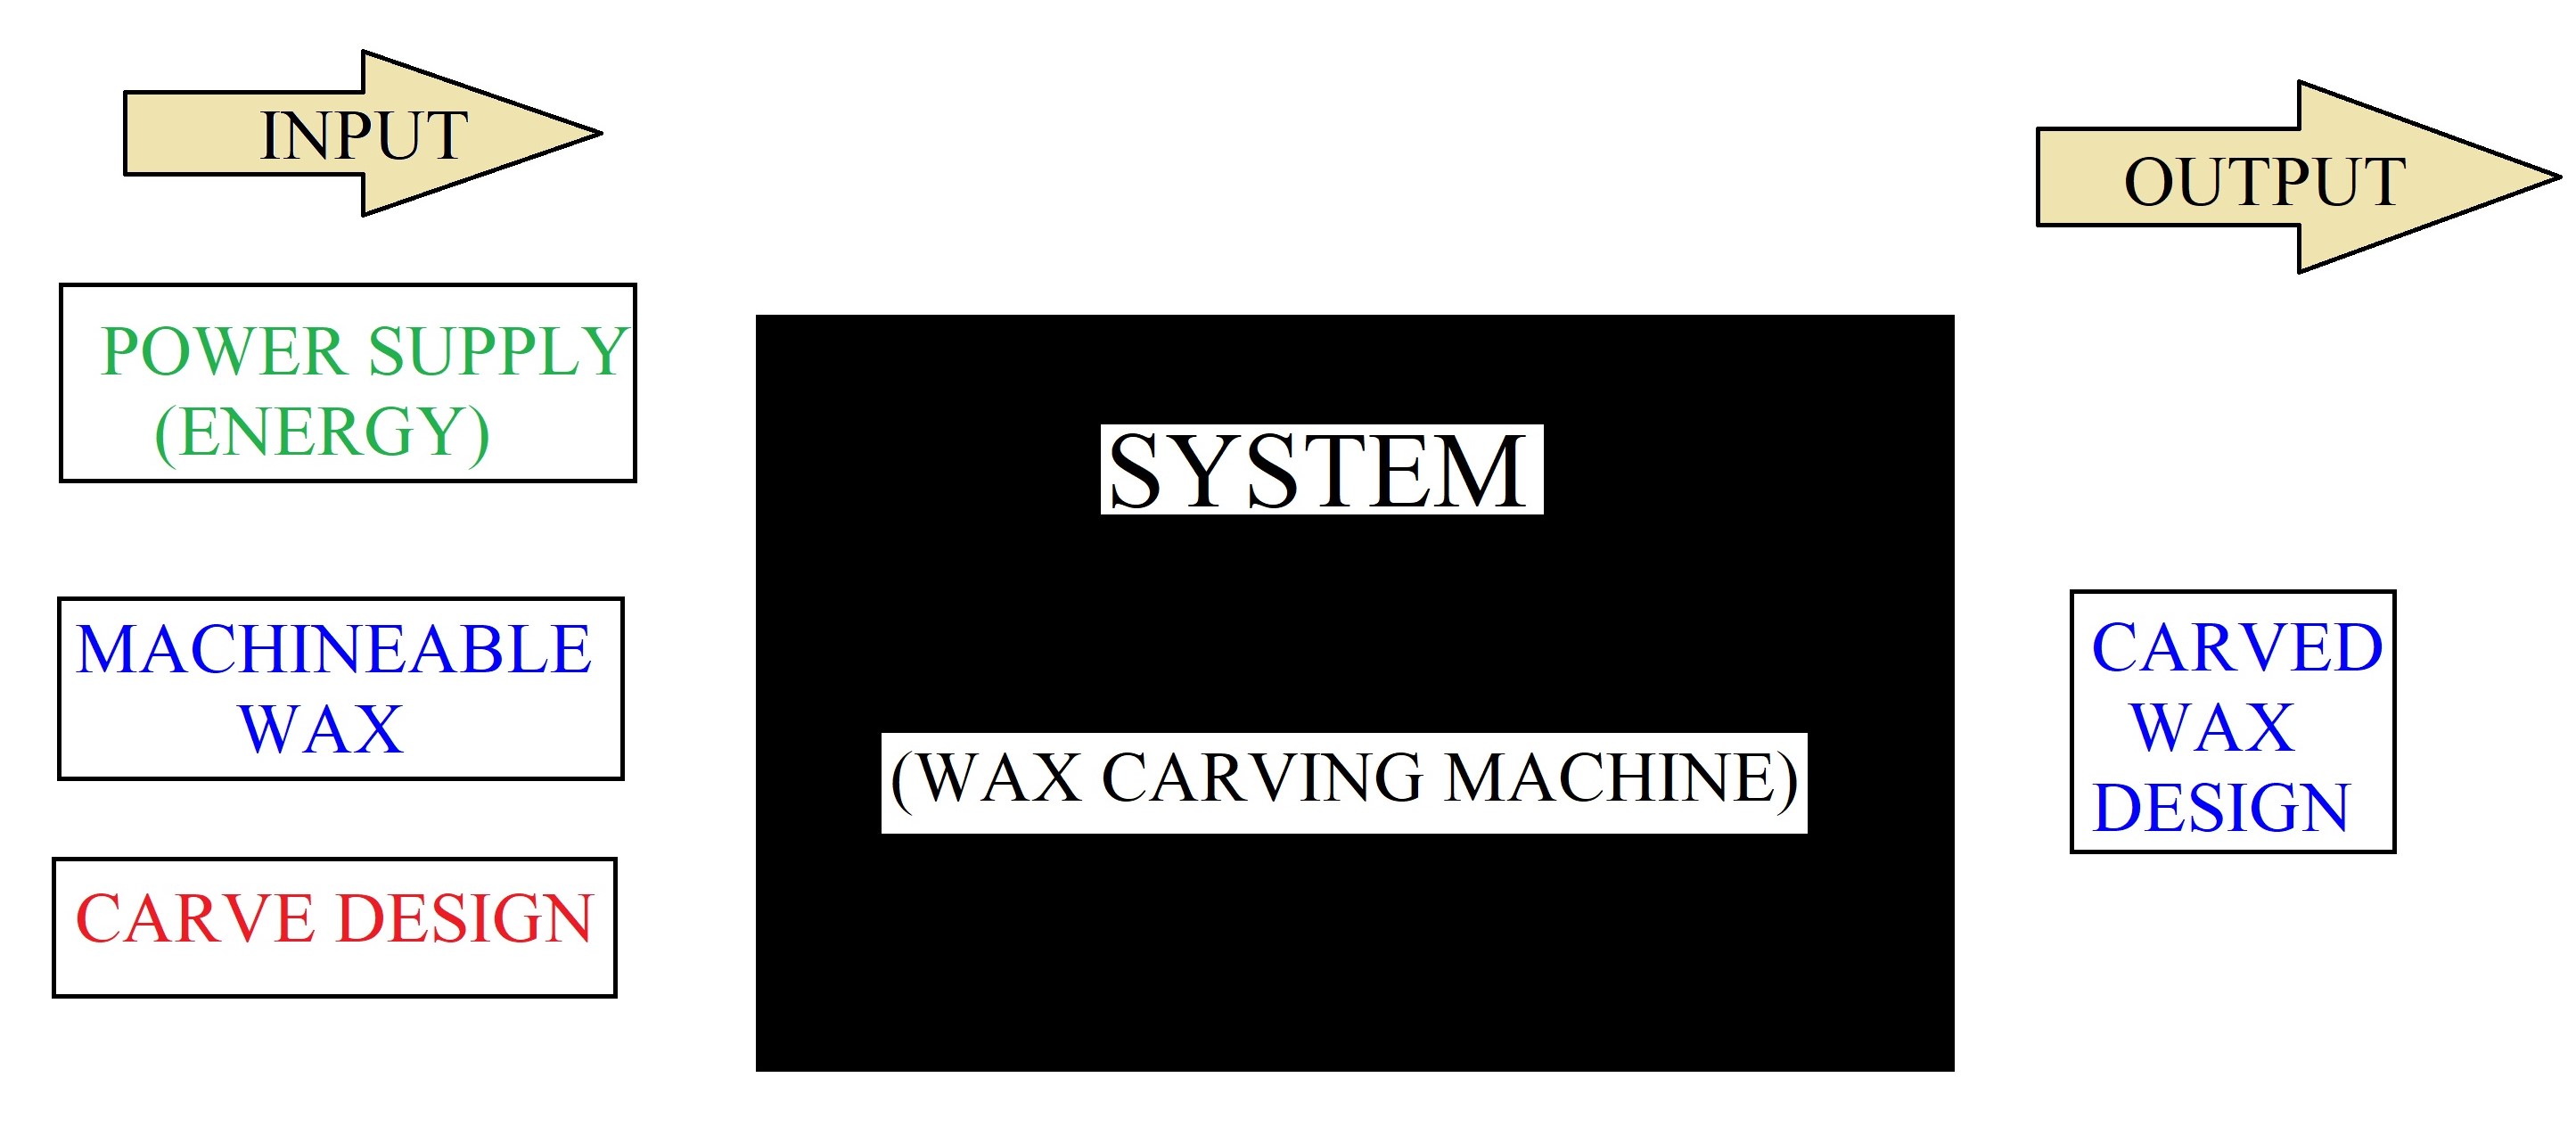 INPUT
OUTPUT
POWER SUPPLY
(ENERGY)
SYSTEM
MACHINEABLE
WAX
(WAX CARVING MACHINE)
CARVED
WAX
DESIGN
CARVE DESIGN